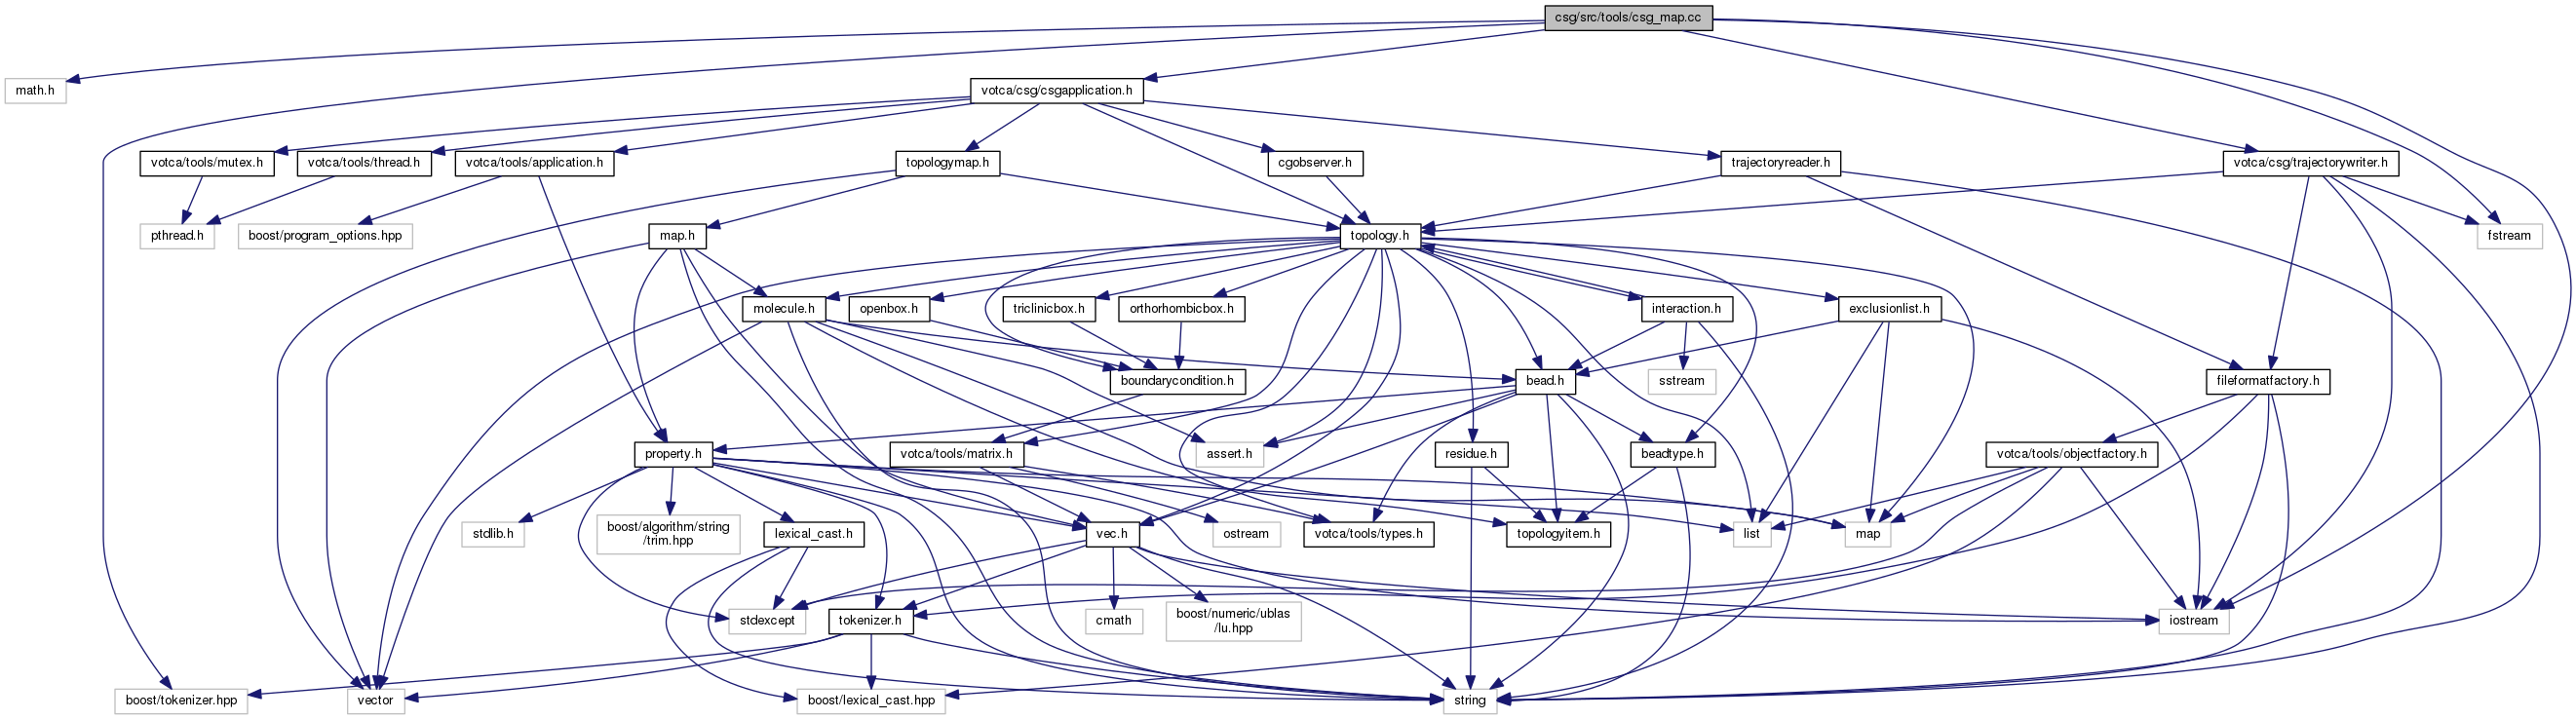 csg/src/tools/csg_map.cc
math.h
votca/csg/csgapplication.h
votca/tools/mutex.h
votca/tools/thread.h
votca/tools/application.h
topologymap.h
cgobserver.h
trajectoryreader.h
votca/csg/trajectorywriter.h
pthread.h
boost/program_options.hpp
map.h
topology.h
fstream
molecule.h
openbox.h
triclinicbox.h
orthorhombicbox.h
interaction.h
exclusionlist.h
boundarycondition.h
bead.h
sstream
fileformatfactory.h
property.h
votca/tools/matrix.h
assert.h
residue.h
beadtype.h
votca/tools/objectfactory.h
stdlib.h
boost/algorithm/string
/trim.hpp
lexical_cast.h
vec.h
ostream
votca/tools/types.h
topologyitem.h
list
map
stdexcept
tokenizer.h
cmath
boost/numeric/ublas
/lu.hpp
iostream
boost/tokenizer.hpp
vector
boost/lexical_cast.hpp
string